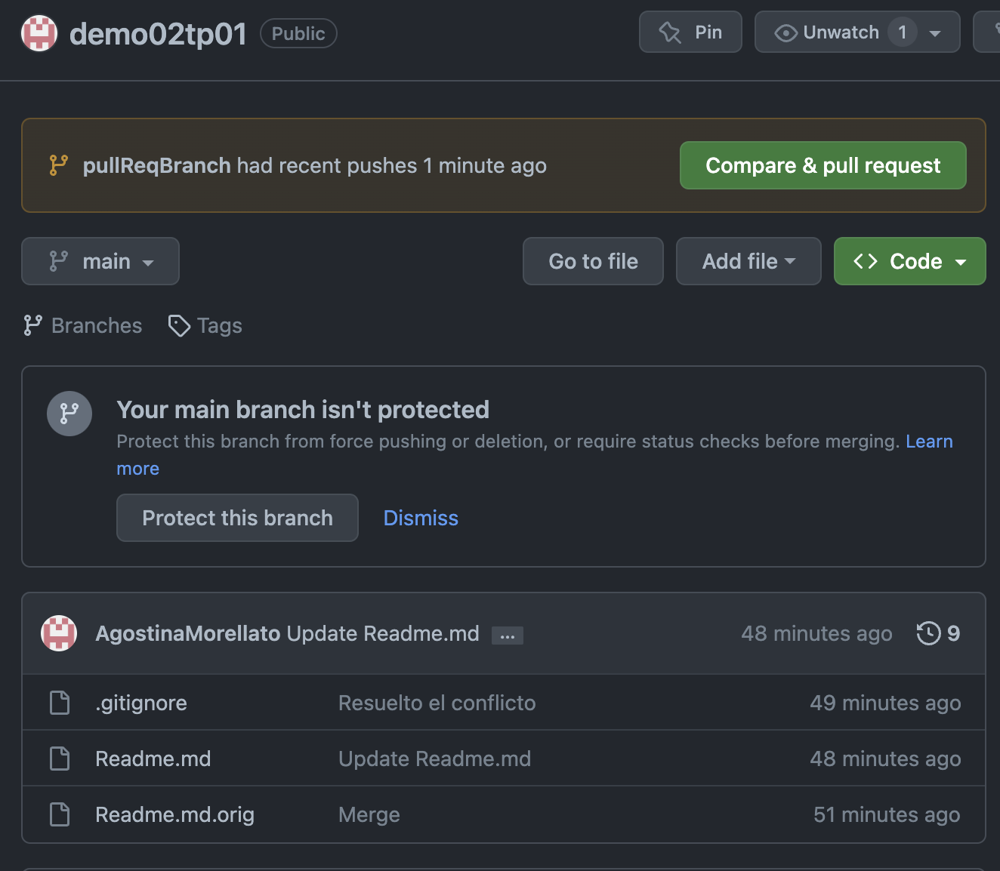 demo02tp01 Public Pin Unwatch 1
pullReqBranch had recent pushes 1 minute ago Compare & pull request
main Go to file Add file Code
Branches Tags
Your main branch isn't protected
Protect this branch from force pushing or deletion, or require status checks before merging. Learn
more
Protect this branch Dismiss
AgostinaMorellato Update Readme.md ... 48 minutes ago 9
.gitignore Resuelto el conflicto 49 minutes ago
Readme.md Update Readme.md 48 minutes ago
Readme.md.orig Merge 51 minutes ago